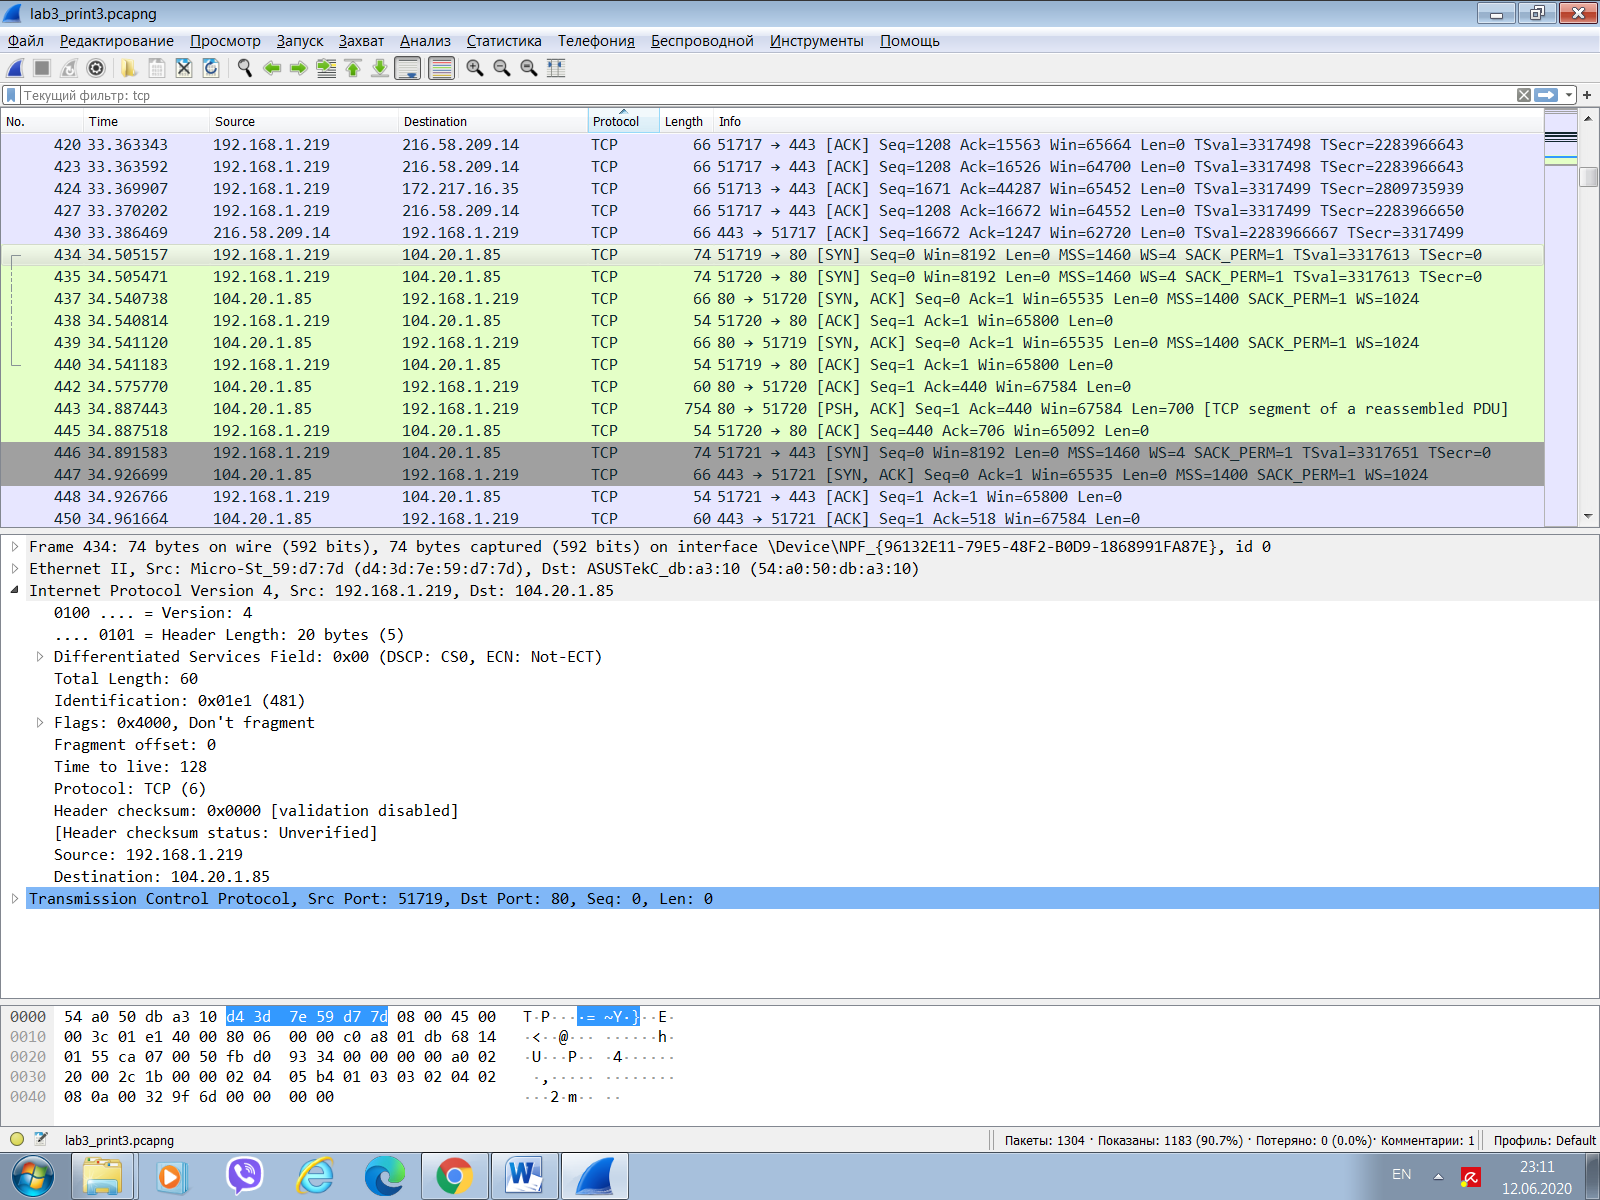 lab3_print3.pcapng
Файл Редактирование Просмотр Запуск Захват Анализ Статистика Телефония Беспроводной Инструменты Помощь
Текущий фильтр: tcp
No. Time Source Destination Protocol Length Info
420 33.363343 192.168.1.219 216.58.209.14 TCP 66 51717 → 443 [ACK] Seq=1208 Ack=15563 Win=65664 Len=0 TSval=3317498 TSecr=2283966643
423 33.363592 192.168.1.219 216.58.209.14 TCP 66 51717 → 443 [ACK] Seq=1208 Ack=16526 Win=64700 Len=0 TSval=3317498 TSecr=2283966643
424 33.369907 192.168.1.219 172.217.16.35 TCP 66 51713 → 443 [ACK] Seq=1671 Ack=44287 Win=65452 Len=0 TSval=3317499 TSecr=2809735939
427 33.370202 192.168.1.219 216.58.209.14 TCP 66 51717 → 443 [ACK] Seq=1208 Ack=16672 Win=64552 Len=0 TSval=3317499 TSecr=2283966650
430 33.386469 216.58.209.14 192.168.1.219 TCP 66 443 → 51717 [ACK] Seq=16672 Ack=1247 Win=62720 Len=0 TSval=2283966667 TSecr=3317499
434 34.505157 192.168.1.219 104.20.1.85 TCP 74 51719 → 80 [SYN] Seq=0 Win=8192 Len=0 MSS=1460 WS=4 SACK_PERM=1 TSval=3317613 TSecr=0
435 34.505471 192.168.1.219 104.20.1.85 TCP 74 51720 → 80 [SYN] Seq=0 Win=8192 Len=0 MSS=1460 WS=4 SACK_PERM=1 TSval=3317613 TSecr=0
437 34.540738 104.20.1.85 192.168.1.219 TCP 66 80 → 51720 [SYN, ACK] Seq=0 Ack=1 Win=65535 Len=0 MSS=1400 SACK_PERM=1 WS=1024
438 34.540814 192.168.1.219 104.20.1.85 TCP 54 51720 → 80 [ACK] Seq=1 Ack=1 Win=65800 Len=0
439 34.541120 104.20.1.85 192.168.1.219 TCP 66 80 → 51719 [SYN, ACK] Seq=0 Ack=1 Win=65535 Len=0 MSS=1400 SACK_PERM=1 WS=1024
440 34.541183 192.168.1.219 104.20.1.85 TCP 54 51719 → 80 [ACK] Seq=1 Ack=1 Win=65800 Len=0
442 34.575770 104.20.1.85 192.168.1.219 TCP 60 80 → 51720 [ACK] Seq=1 Ack=440 Win=67584 Len=0
443 34.887443 104.20.1.85 192.168.1.219 TCP 754 80 → 51720 [PSH, ACK] Seq=1 Ack=440 Win=67584 Len=700 [TCP segment of a reassembled PDU]
445 34.887518 192.168.1.219 104.20.1.85 TCP 54 51720 → 80 [ACK] Seq=440 Ack=706 Win=65092 Len=0
446 34.891583 192.168.1.219 104.20.1.85 TCP 74 51721 → 443 [SYN] Seq=0 Win=8192 Len=0 MSS=1460 WS=4 SACK_PERM=1 TSval=3317651 TSecr=0
447 34.926699 104.20.1.85 192.168.1.219 TCP 66 443 → 51721 [SYN, ACK] Seq=0 Ack=1 Win=65535 Len=0 MSS=1400 SACK_PERM=1 WS=1024
448 34.926766 192.168.1.219 104.20.1.85 TCP 54 51721 → 443 [ACK] Seq=1 Ack=1 Win=65800 Len=0
450 34.961664 104.20.1.85 192.168.1.219 TCP 60 443 → 51721 [ACK] Seq=1 Ack=518 Win=67584 Len=0
Frame 434: 74 bytes on wire (592 bits), 74 bytes captured (592 bits) on interface \Device\NPF_{96132E11-79E5-48F2-B0D9-1868991FA87E}, id 0
Ethernet II, Src: Micro-St_59:d7:7d (d4:3d:7e:59:d7:7d), Dst: ASUSTekC_db:a3:10 (54:a0:50:db:a3:10)
Internet Protocol Version 4, Src: 192.168.1.219, Dst: 104.20.1.85
0100 .... = Version: 4
.... 0101 = Header Length: 20 bytes (5)
Differentiated Services Field: 0x00 (DSCP: CS0, ECN: Not-ECT)
Total Length: 60
Identification: 0x01e1 (481)
Flags: 0x4000, Don't fragment
Fragment offset: 0
Time to live: 128
Protocol: TCP (6)
Header checksum: 0x0000 [validation disabled]
[Header checksum status: Unverified]
Source: 192.168.1.219
Destination: 104.20.1.85
Transmission Control Protocol, Src Port: 51719, Dst Port: 80, Seq: 0, Len: 0
0000 54 a0 50 db a3 10 d4 3d 7e 59 d7 7d 08 00 45 00 T·P····= ~Y·}··E·
0010 00 3c 01 e1 40 00 80 06 00 00 c0 a8 01 db 68 14 ·<··@··· ······h·
0020 01 55 ca 07 00 50 fb d0 93 34 00 00 00 00 a0 02 ·U···P·· ·4······
0030 20 00 2c 1b 00 00 02 04 05 b4 01 03 03 02 04 02 ·,····· ········
0040 08 0a 00 32 9f 6d 00 00 00 00 ···2·m·· ··
lab3_print3.pcapng Пакеты: 1304 · Показаны: 1183 (90.7%) · Потеряно: 0 (0.0%) · Комментарии: 1 Профиль: Default
EN 23:11
12.06.2020